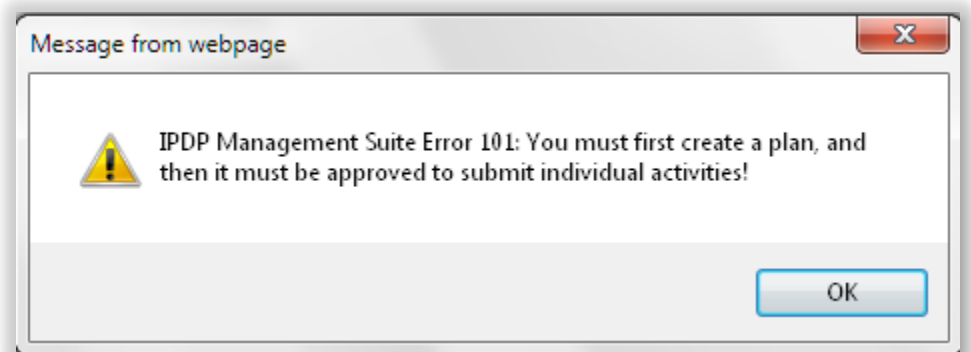 Message from webpage
IPDP Management Suite Error 101: You must first create a plan, and
then it must be approved to submit individual activities!
OK